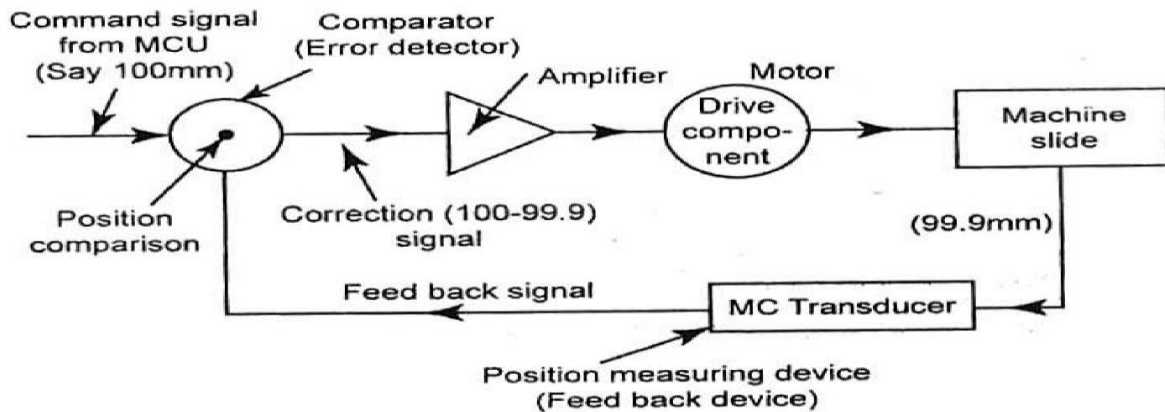 Command signal
from MCU
(Say 100mm)
Comparator
(Error detector)
Amplifier
Motor
Drive
compo-
nent
Machine
slide
Position
comparison
Correction (100-99.9)
signal
(99.9mm)
Feed back signal
MC Transducer
Position measuring device
(Feed back device)